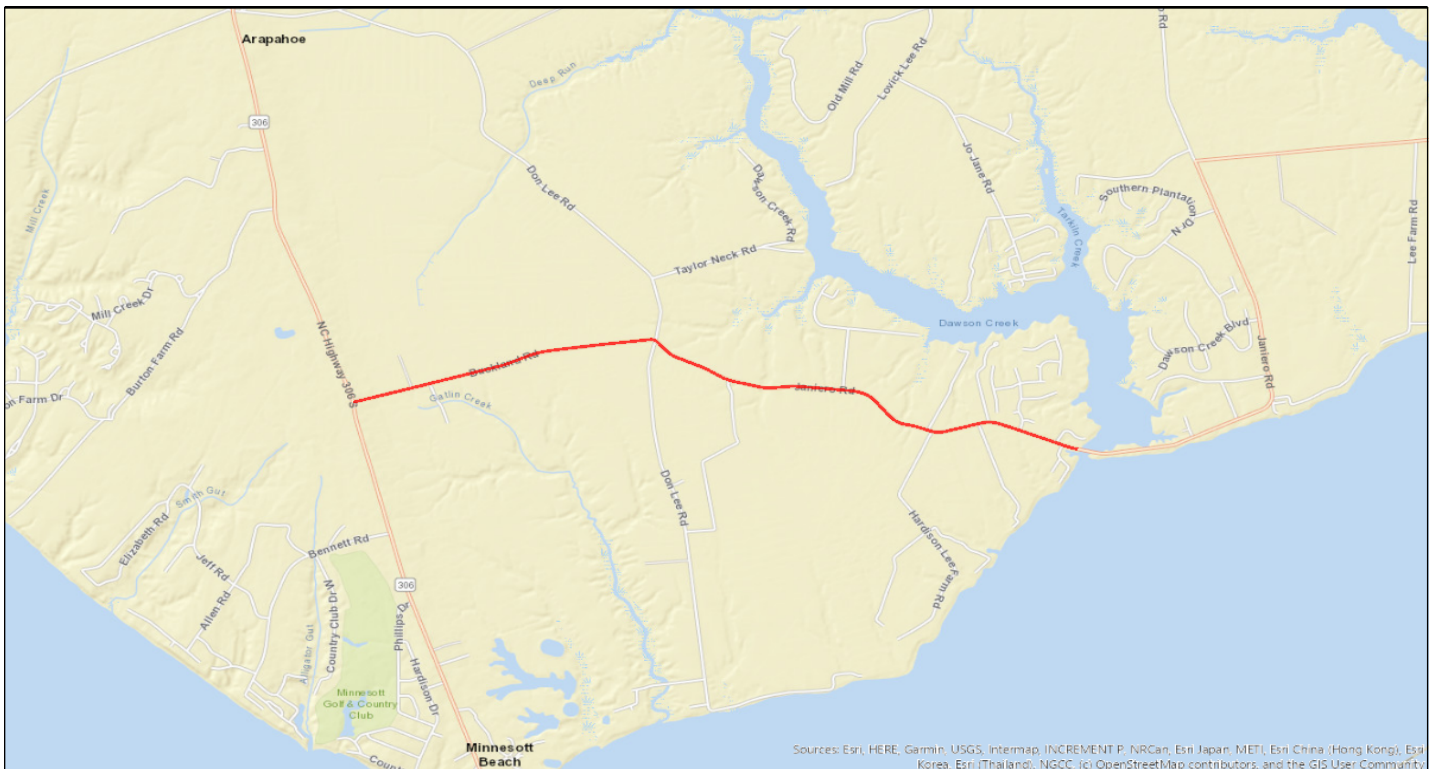 Arapahoe
Rd
Deep Run
Old Mill Rd
Lovick Lee Rd
306
Mill Creek
Don Lee Rd
Dawson Creek Rd
Jo Jane Rd
Southern Plantation
Dr N
Tarkiln Creek
Lee Farm Rd
Taylor Neck Rd
Mill Creek Dr
Burton Farm Rd
NC Highway 306 S
Dawson Creek
Dawson Creek Blvd
Janiero Rd
Buckland Rd
Janiero Rd
on Farm Dr
Gatlin Creek
Don Lee Rd
Smith Gut
Elizabeth Rd
Bennett Rd
Jeff Rd
Allen Rd
Hardison Lee
Farm Rd
W Country Club Dr
306
Phillips Dr
Alligator Gut
Hardison Dr
Minnesott
Golf & Country
Club
Minnesott
Beach
Count
Sources: Esri, HERE, Garmin, USGS, Intermap, INCREMENT P, NRCan, Esri Japan, METI, Esri China (Hong Kong), Esri
Korea, Esri (Thailand), NGCC, (c) OpenStreetMap contributors, and the GIS User Community